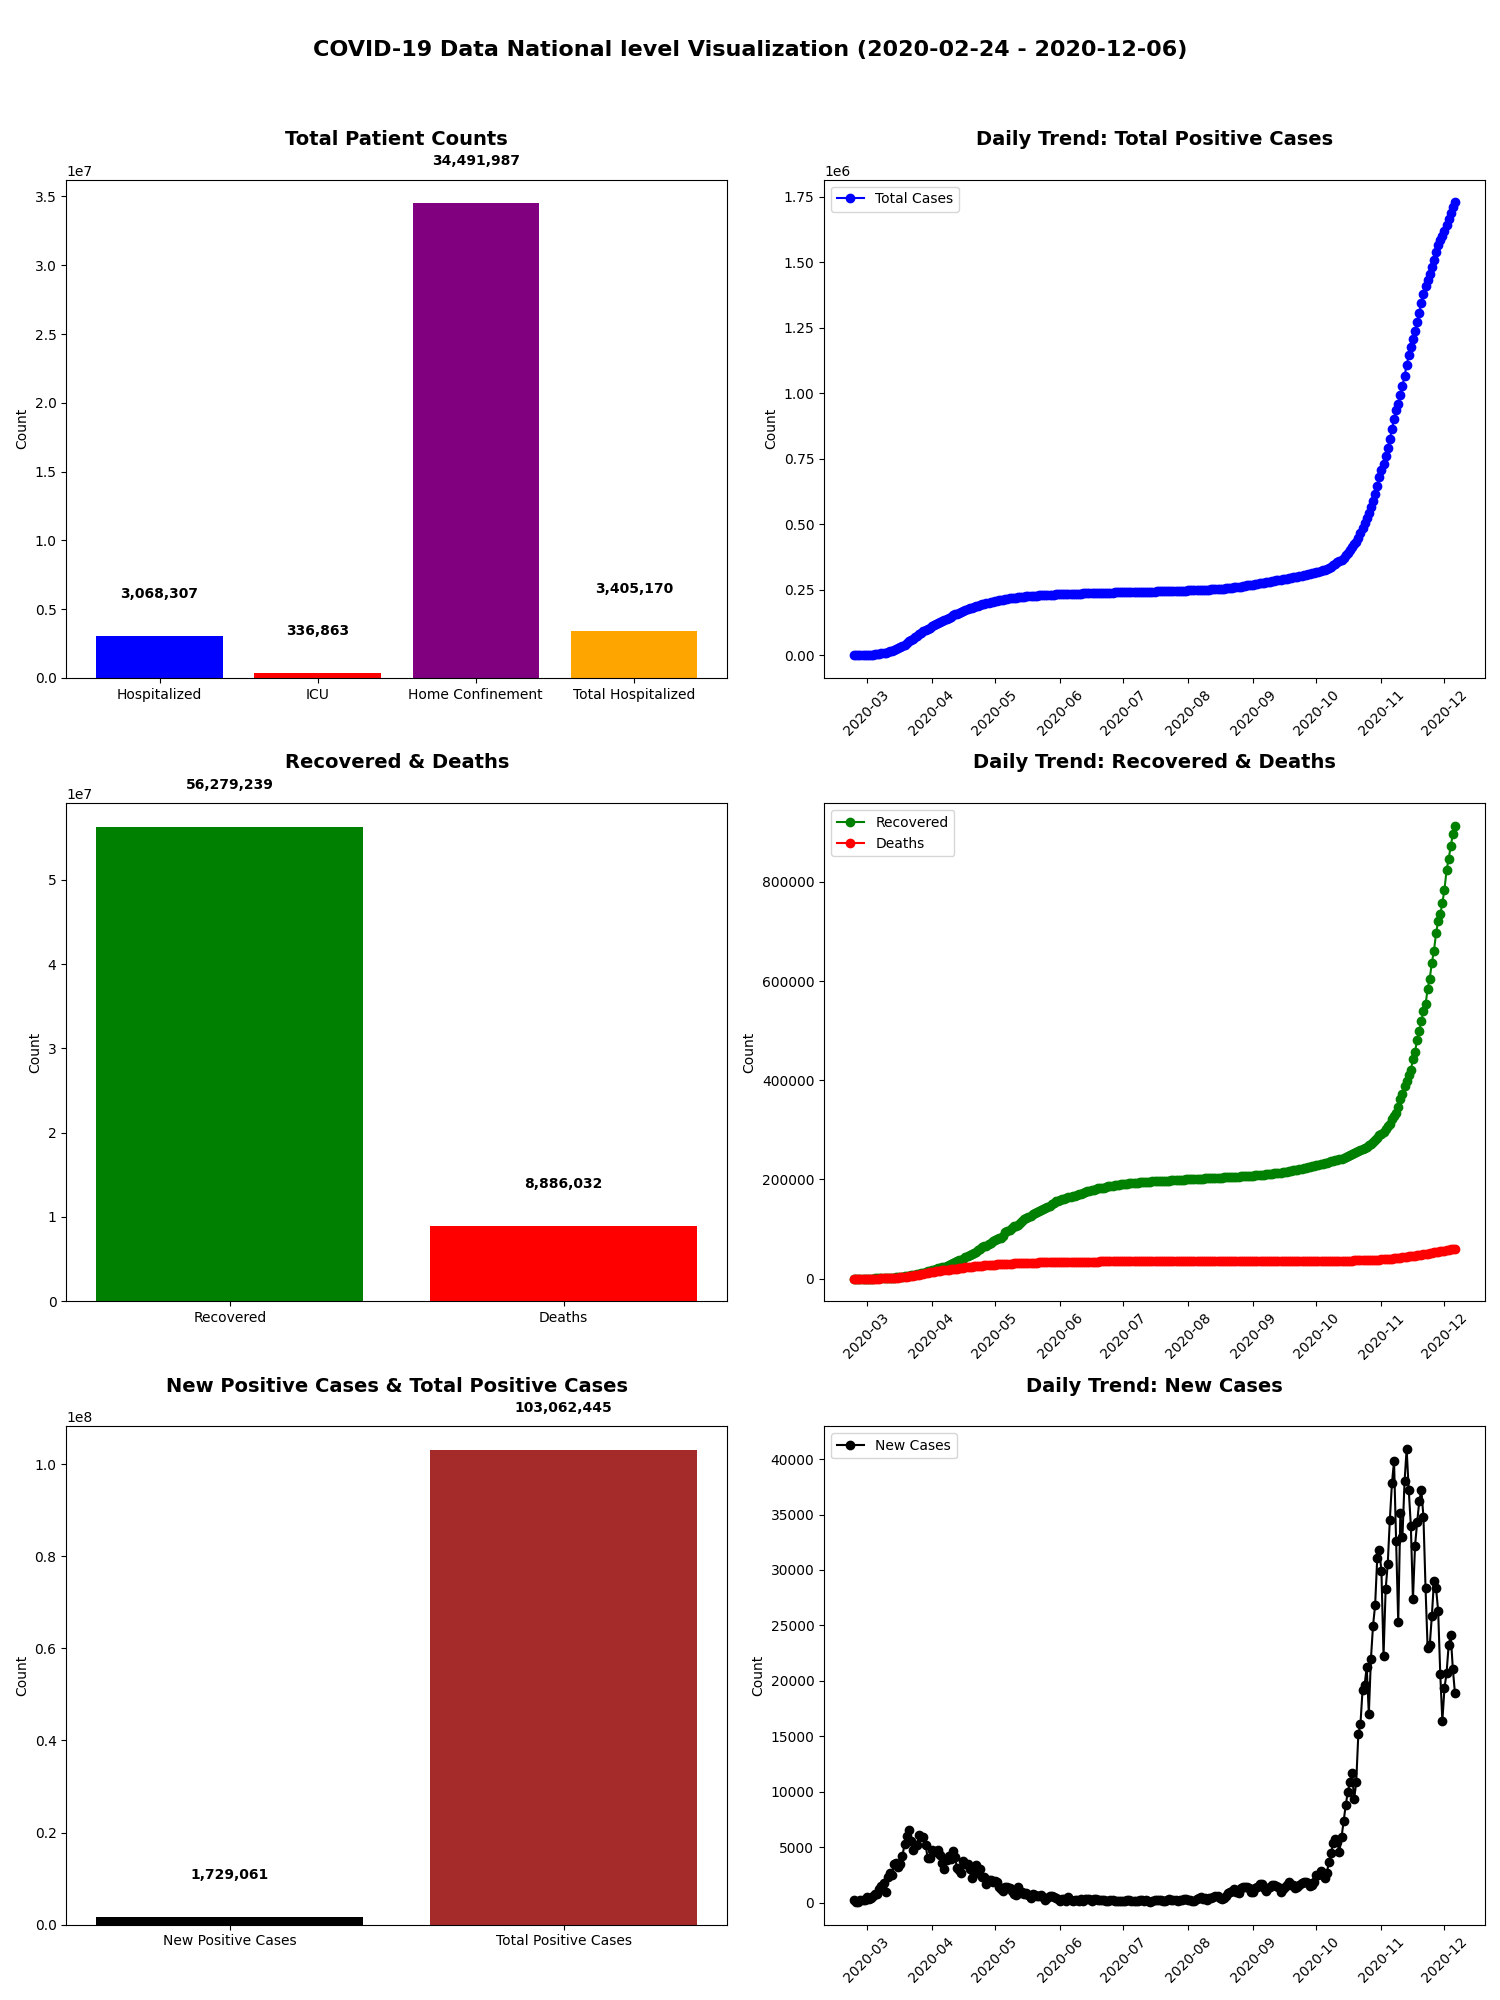 COVID-19 Data National level Visualization (2020-02-24 - 2020-12-06)
Total Patient Counts
34,491,987
1e7
3.5
3.0
2.5
2.0
1.5
1.0
0.5
0.0
Count
3,068,307
336,863
3,405,170
Hospitalized
ICU
Home Confinement
Total Hospitalized
Daily Trend: Total Positive Cases
1e6
Total Cases
1.75
1.50
1.25
1.00
0.75
0.50
0.25
0.00
Count
2020-03
2020-04
2020-05
2020-06
2020-07
2020-08
2020-09
2020-10
2020-11
2020-12
Recovered & Deaths
56,279,239
1e7
5
4
3
2
1
0
Count
8,886,032
Recovered
Deaths
Daily Trend: Recovered & Deaths
Recovered
Deaths
800000
600000
400000
200000
0
Count
2020-03
2020-04
2020-05
2020-06
2020-07
2020-08
2020-09
2020-10
2020-11
2020-12
New Positive Cases & Total Positive Cases
103,062,445
1e8
1.0
0.8
0.6
0.4
0.2
0.0
Count
1,729,061
New Positive Cases
Total Positive Cases
Daily Trend: New Cases
New Cases
40000
35000
30000
25000
20000
15000
10000
5000
0
Count
2020-03
2020-04
2020-05
2020-06
2020-07
2020-08
2020-09
2020-10
2020-11
2020-12